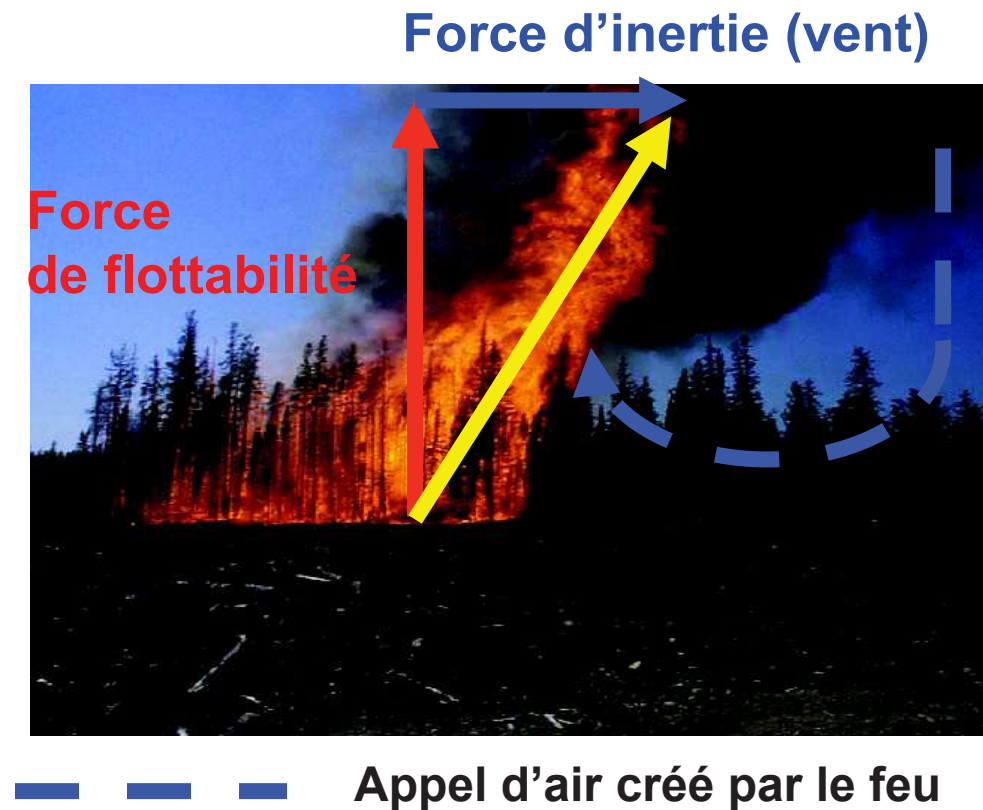 Force d’inertie (vent)
Force
de flottabilité
Appel d’air créé par le feu